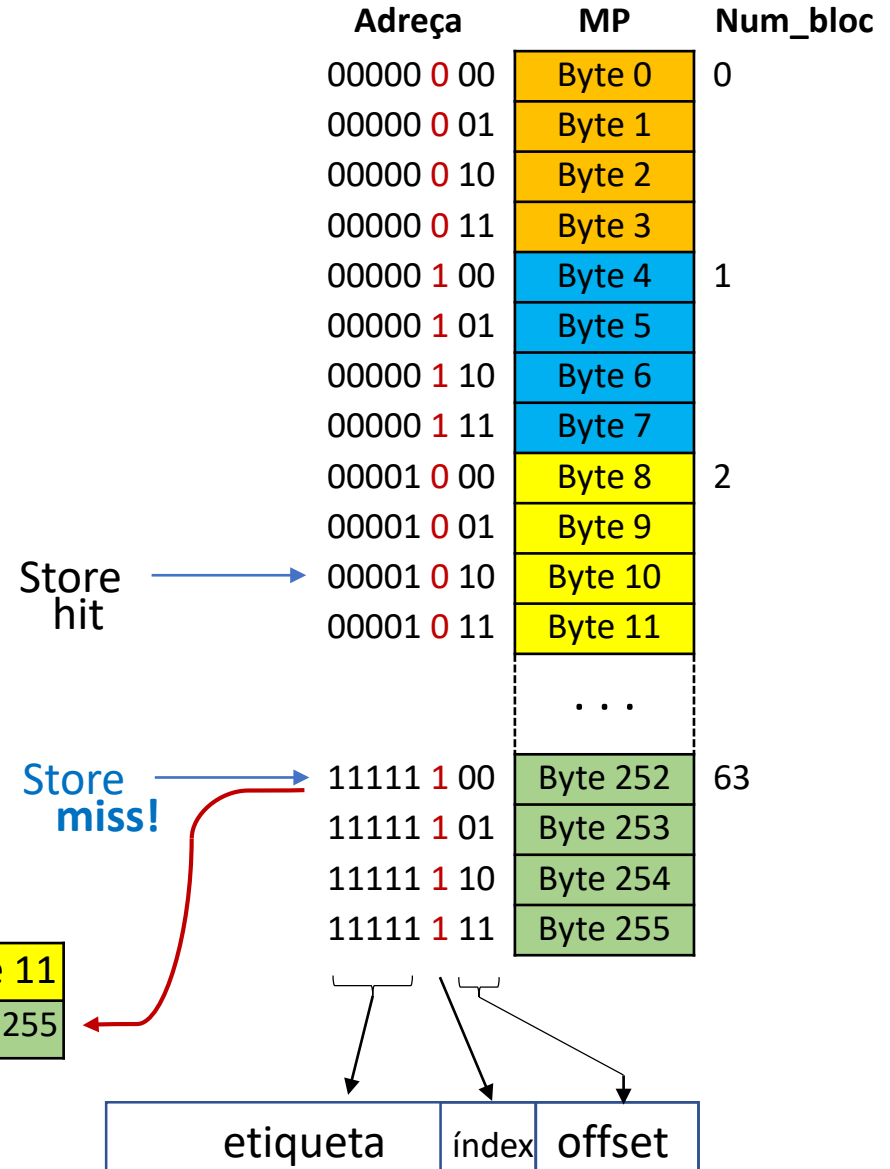 Adreça MP Num_bloc
00000 0 00 Byte 0 0
00000 0 01 Byte 1
00000 0 10 Byte 2
00000 0 11 Byte 3
00000 1 00 Byte 4 1
00000 1 01 Byte 5
00000 1 10 Byte 6
00000 1 11 Byte 7
00001 0 00 Byte 8 2
00001 0 01 Byte 9
Store hit 00001 0 10 Byte 10
00001 0 11 Byte 11
. . .
Store miss! 11111 1 00 Byte 252 63
11111 1 01 Byte 253
11111 1 10 Byte 254
11111 1 11 Byte 255
11
255
etiqueta índex offset